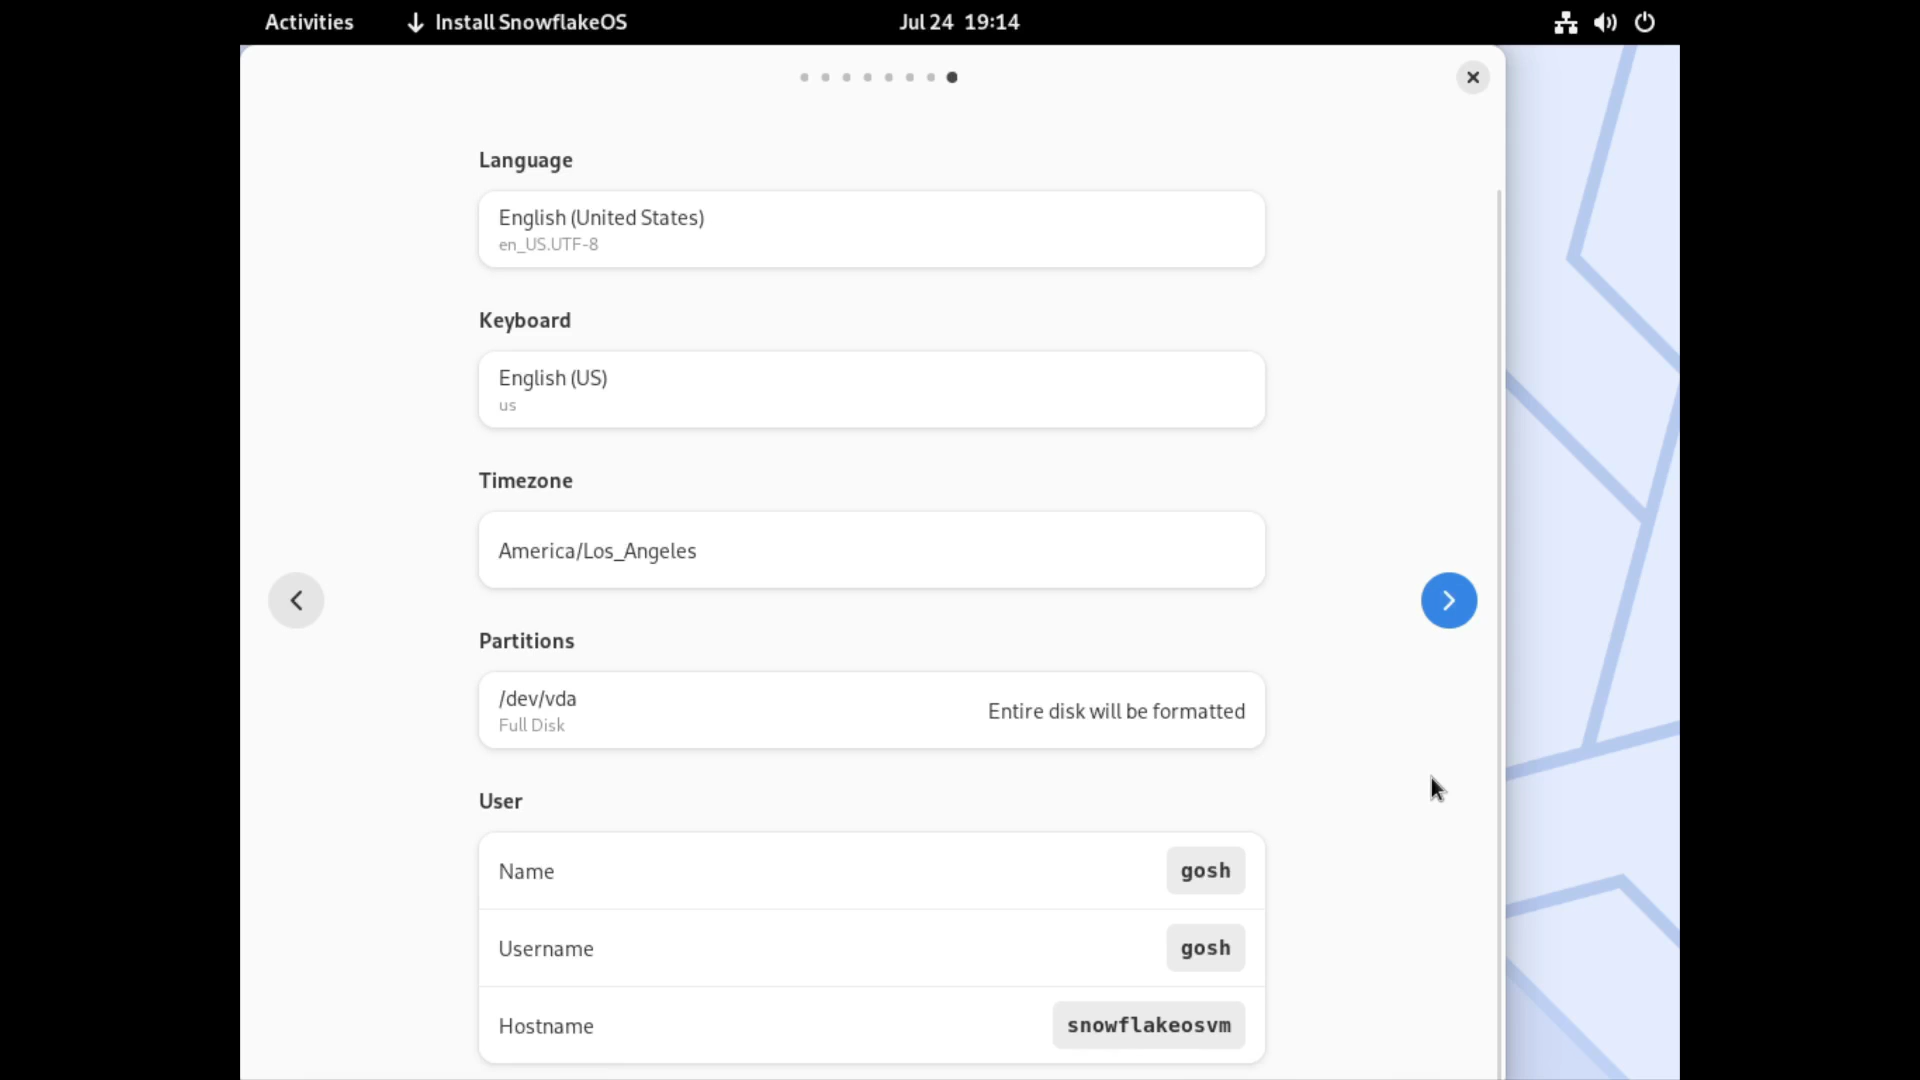 Activities Install SnowflakeOS Jul 24 19:14
Language
English (United States)
en_US.UTF-8
Keyboard
English (US)
us
Timezone
America/Los_Angeles
Partitions
/dev/vda
Full Disk
Entire disk will be formatted
User
Name gosh
Username gosh
Hostname snowflakeosvm